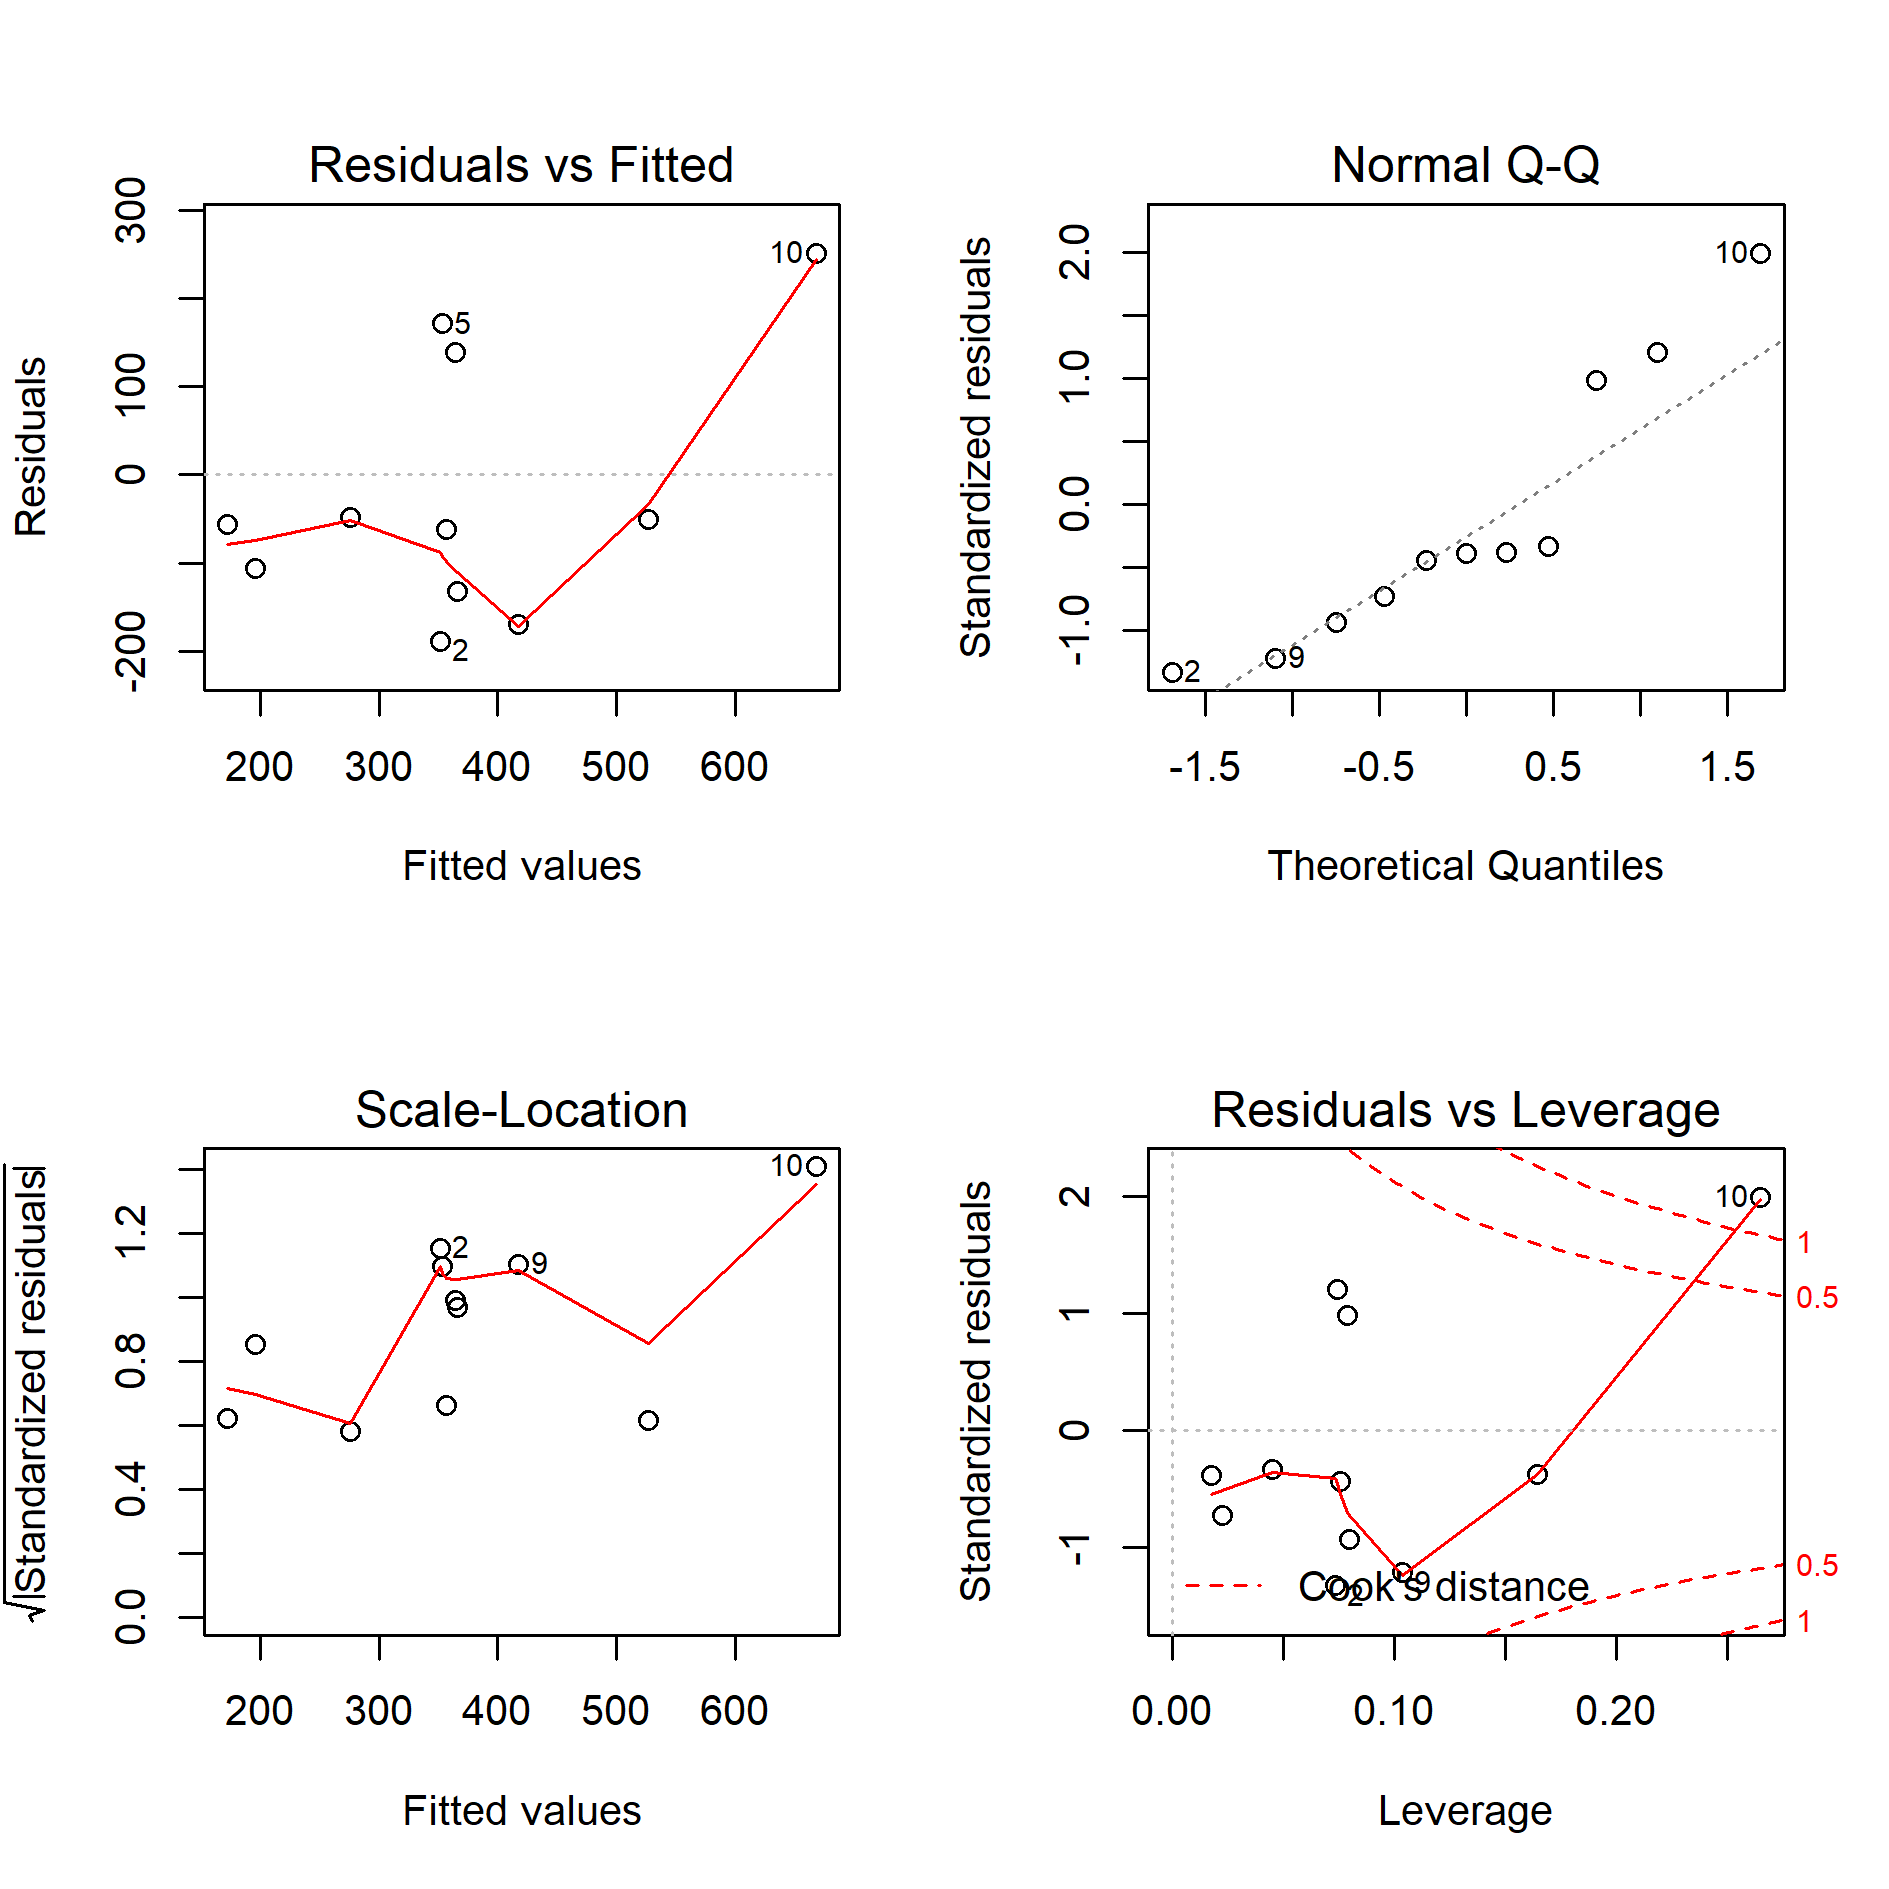 Residuals vs Fitted
Residuals
-200 0 100 300
10
5
2
200 300 400 500 600
Fitted values
Normal Q-Q
Standardized residuals
-1.0 0.0 1.0 2.0
10
9
2
-1.5 -0.5 0.5 1.5
Theoretical Quantiles
Scale-Location
√|Standardized residuals|
0.0 0.4 0.8 1.2
10
2
9
200 300 400 500 600
Fitted values
Residuals vs Leverage
Standardized residuals
-1 0 1 2
10
1
0.5
0.5
1
Cook's distance
2
9
0.00 0.10 0.20
Leverage